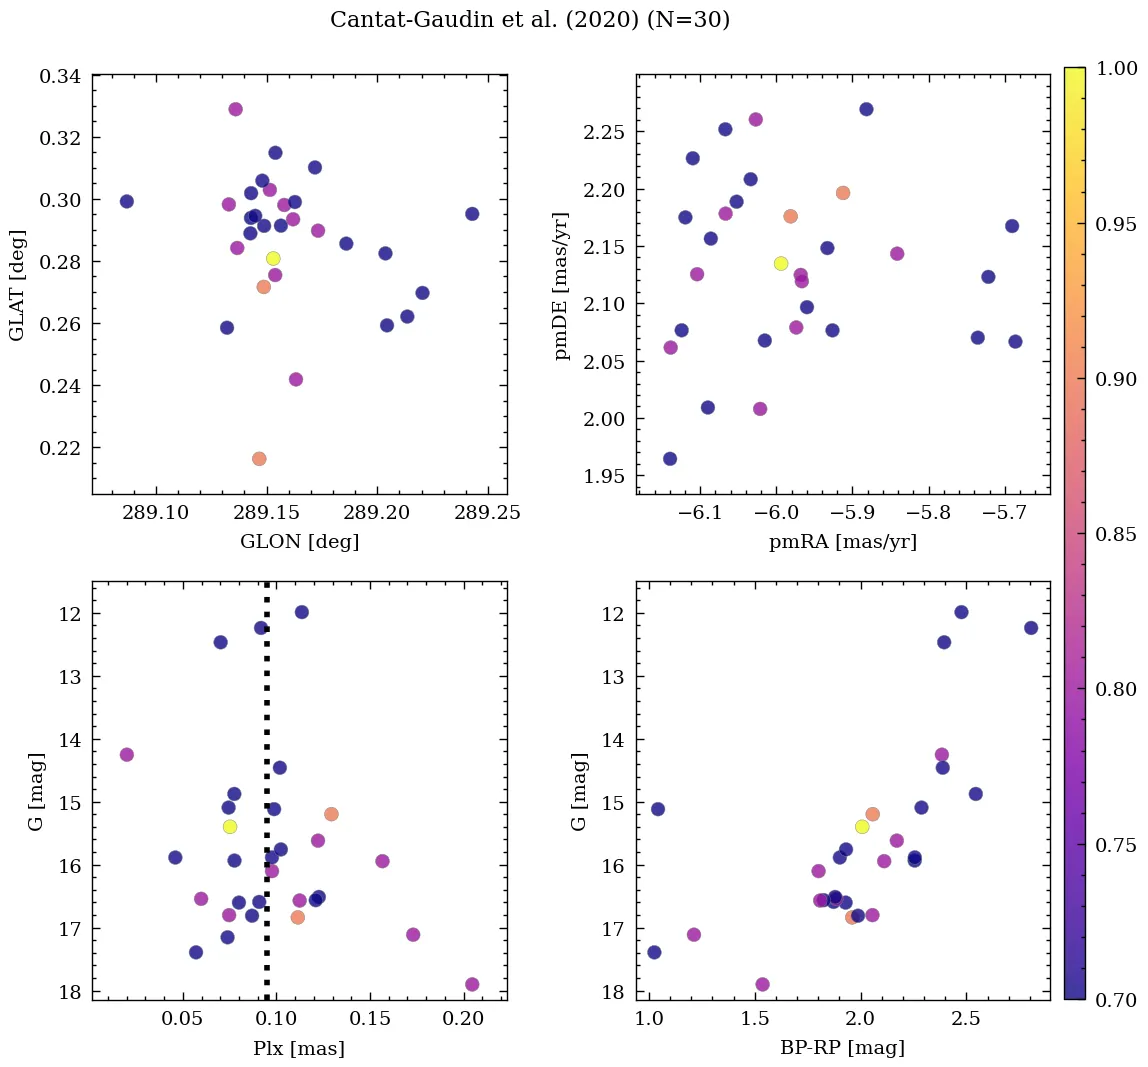 Cantat-Gaudin et al. (2020) (N=30)
0.34
0.32
0.30
0.28
0.26
0.24
0.22
GLAT [deg]
289.10 289.15 289.20 289.25
GLON [deg]
2.25
2.20
2.15
2.10
2.05
2.00
1.95
pmDE [mas/yr]
−6.1 −6.0 −5.9 −5.8 −5.7
pmRA [mas/yr]
12
13
14
15
16
17
18
G [mag]
0.05 0.10 0.15 0.20
Plx [mas]
12
13
14
15
16
17
18
G [mag]
1.0 1.5 2.0 2.5
BP-RP [mag]
1.00
0.95
0.90
0.85
0.80
0.75
0.70